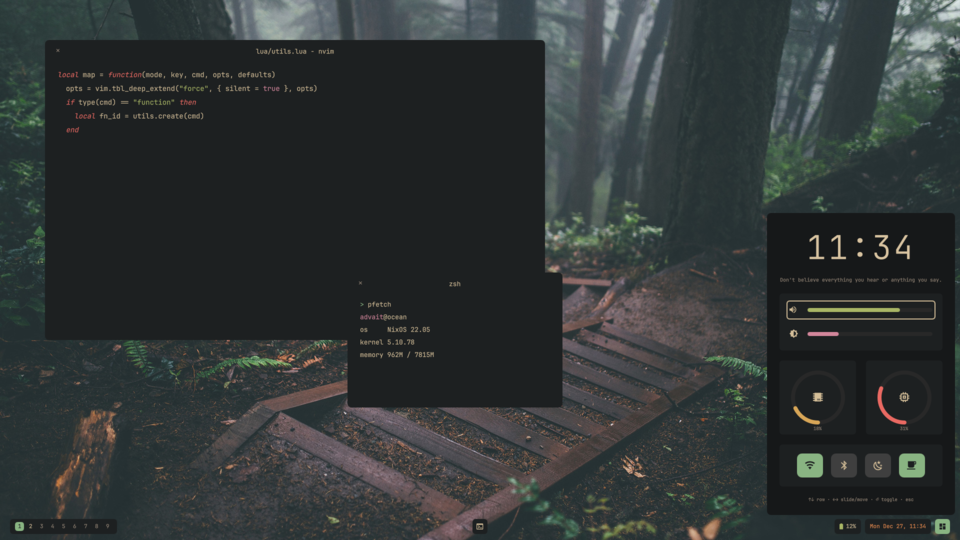 lua/utils.lua - nvim
local map = function(mode, key, cmd, opts, defaults)
opts = vim.tbl_deep_extend("force", { silent = true }, opts)
if type(cmd) == "function" then
local fn_id = utils.create(cmd)
end
zsh
> pfetch
advait@ocean
os NixOS 22.05
kernel 5.10.78
memory 962M / 7815M
11:34
Don't believe everything you hear or anything you say.
1 2 3 4 5 6 7 8 9
12%
Mon Dec 27, 11:34